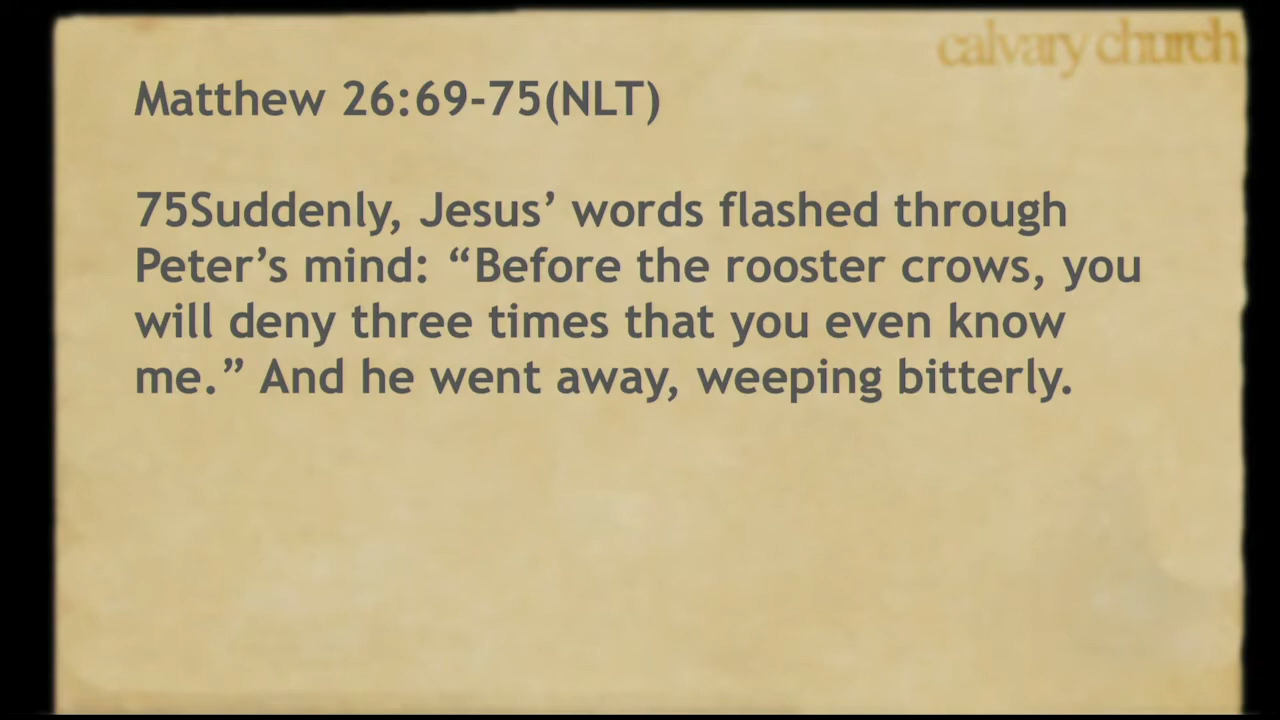 calvary church
Matthew 26:69-75(NLT)
75Suddenly, Jesus’ words flashed through
Peter’s mind: “Before the rooster crows, you
will deny three times that you even know
me.” And he went away, weeping bitterly.